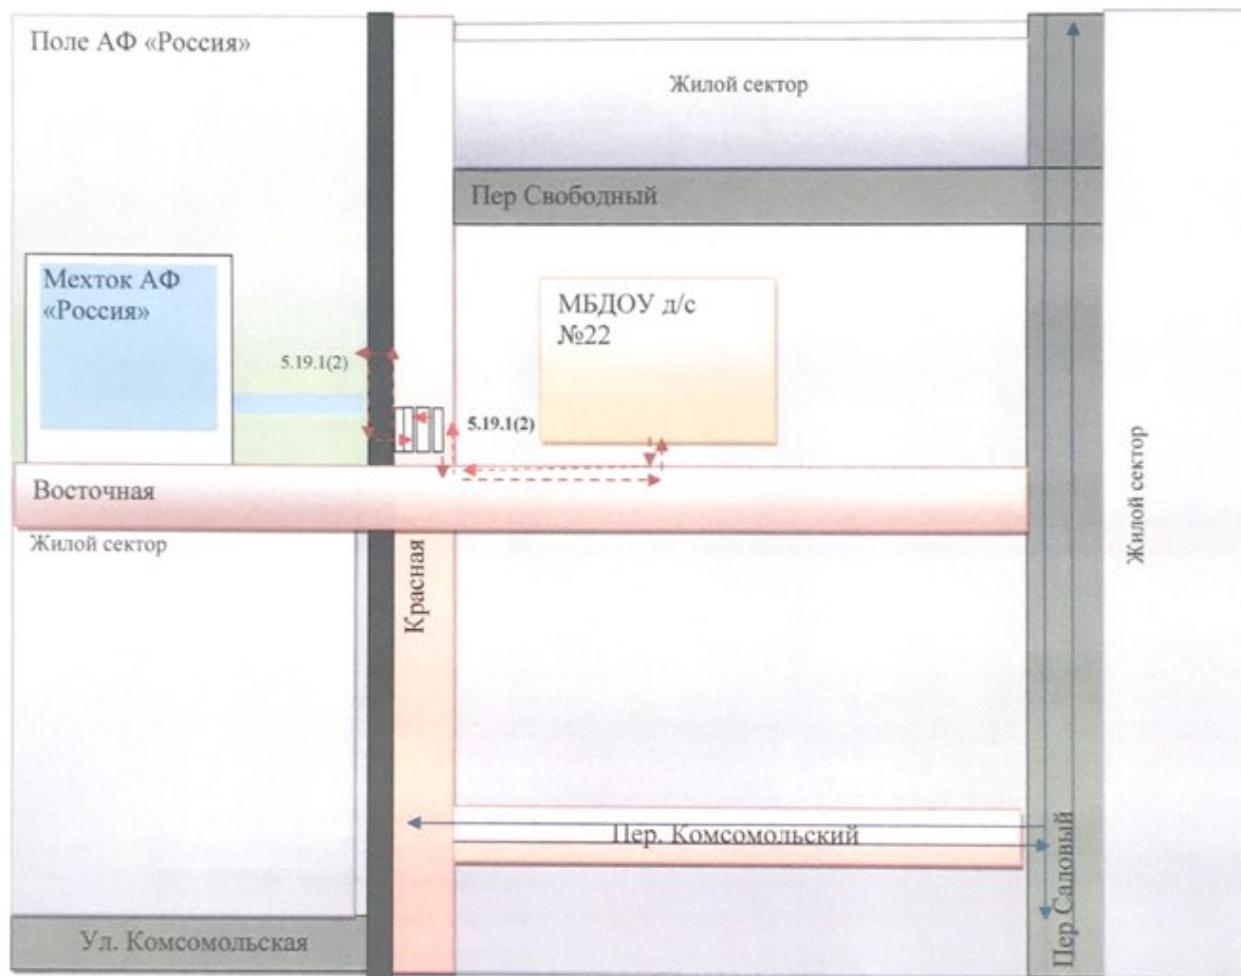 Поле АФ «Россия»
Жилой сектор
Пер Свободный
Мехток АФ
«Россия»
МБДОУ д/с
№22
5.19.1(2)
5.19.1(2)
Восточная
Жилой сектор
Жилой сектор
Красная
Пер. Комсомольский
Пер Садовый
Ул. Комсомольская